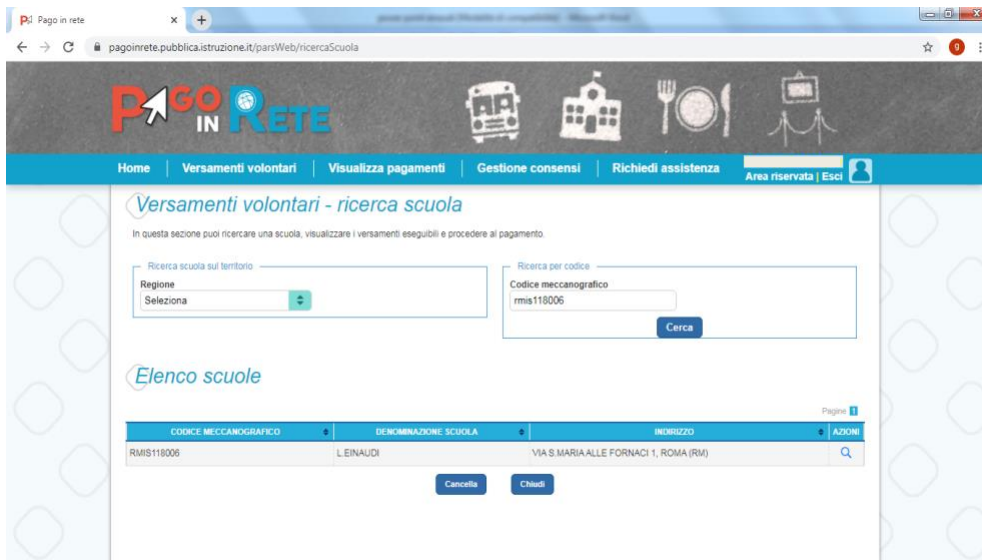 Pago in rete
pagoinrete.pubblica.istruzione.it/parsWeb/ricercaScuola
PAGO
IN RETE
Home Versamenti volontari Visualizza pagamenti Gestione consensi Richiedi assistenza
Area riservata | Esci
Versamenti volontari - ricerca scuola
In questa sezione puoi ricercare una scuola, visualizzare i versamenti eseguibili e procedere al pagamento.
Ricerca scuola sul territorio
Regione
Seleziona
Ricerca per codice
Codice meccanografico
rmis118006
Cerca
Elenco scuole
Pagine 1
CODICE MECCANOGRAFICO DENOMINAZIONE SCUOLA INDIRIZZO AZIONI
RMIS118006 L.EINAUDI VIA S.MARIA ALLE FORNACI 1, ROMA (RM)
Cancella Chiudi